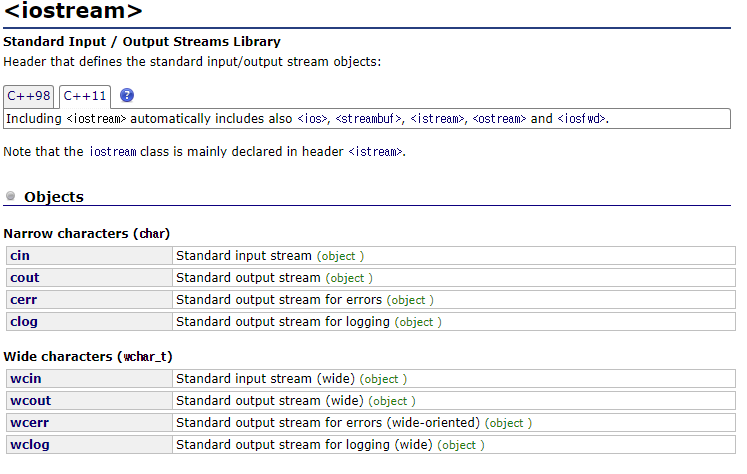 <iostream>
Standard Input / Output Streams Library
Header that defines the standard input/output stream objects:
C++98 C++11 ?
Including <iostream> automatically includes also <ios>, <streambuf>, <istream>, <ostream> and <iosfwd>.
Note that the iostream class is mainly declared in header <istream>.
Objects
Narrow characters (char)
cin Standard input stream (object )
cout Standard output stream (object )
cerr Standard output stream for errors (object )
clog Standard output stream for logging (object )
Wide characters (wchar_t)
wcin Standard input stream (wide) (object )
wcout Standard output stream (wide) (object )
wcerr Standard output stream for errors (wide-oriented) (object )
wclog Standard output stream for logging (wide) (object )